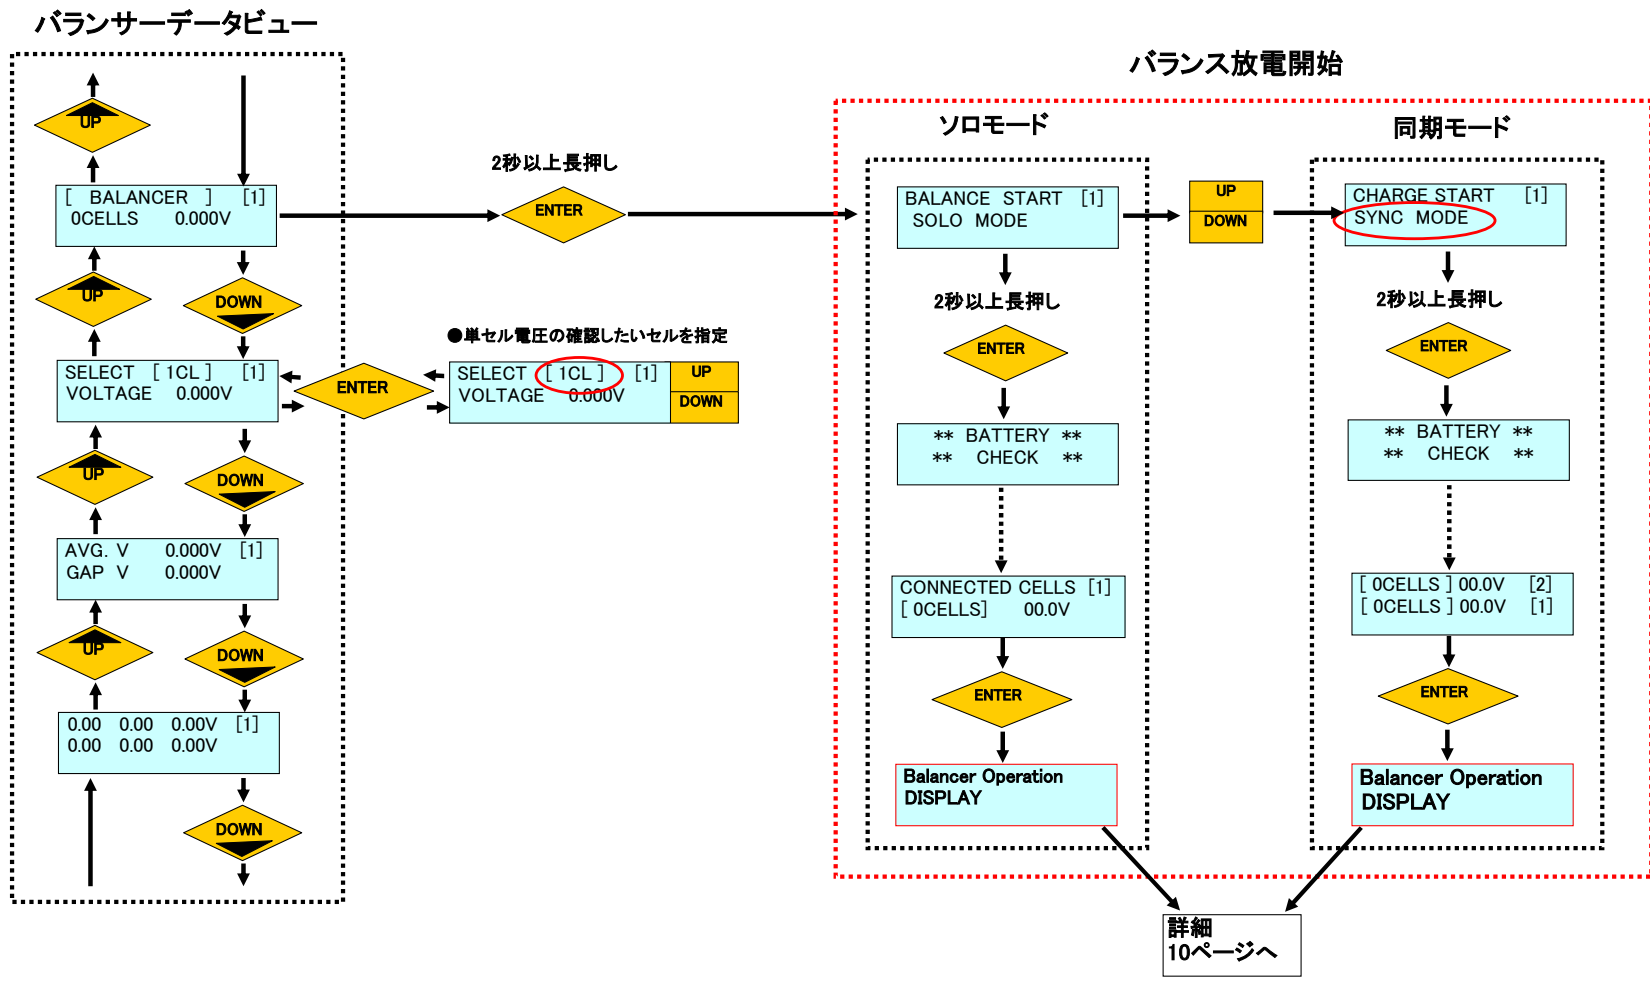 バランサーデータビュー
UP
[ BALANCER ] [1]
0CELLS 0.000V
UP
DOWN
SELECT [ 1CL ] [1]
VOLTAGE 0.000V
UP
DOWN
AVG. V 0.000V [1]
GAP V 0.000V
UP
DOWN
0.00 0.00 0.00V [1]
0.00 0.00 0.00V
DOWN
2秒以上長押し
ENTER
●単セル電圧の確認したいセルを指定
ENTER
SELECT [ 1CL ] [1]
VOLTAGE 0.000V
UP
DOWN
バランス放電開始
ソロモード
BALANCE START [1]
SOLO MODE
2秒以上長押し
ENTER
** BATTERY **
** CHECK **
CONNECTED CELLS [1]
[ 0CELLS] 00.0V
ENTER
Balancer Operation
DISPLAY
UP
DOWN
同期モード
CHARGE START [1]
SYNC MODE
2秒以上長押し
ENTER
** BATTERY **
** CHECK **
[ 0CELLS ] 00.0V [2]
[ 0CELLS ] 00.0V [1]
ENTER
Balancer Operation
DISPLAY
詳細
10ページへ